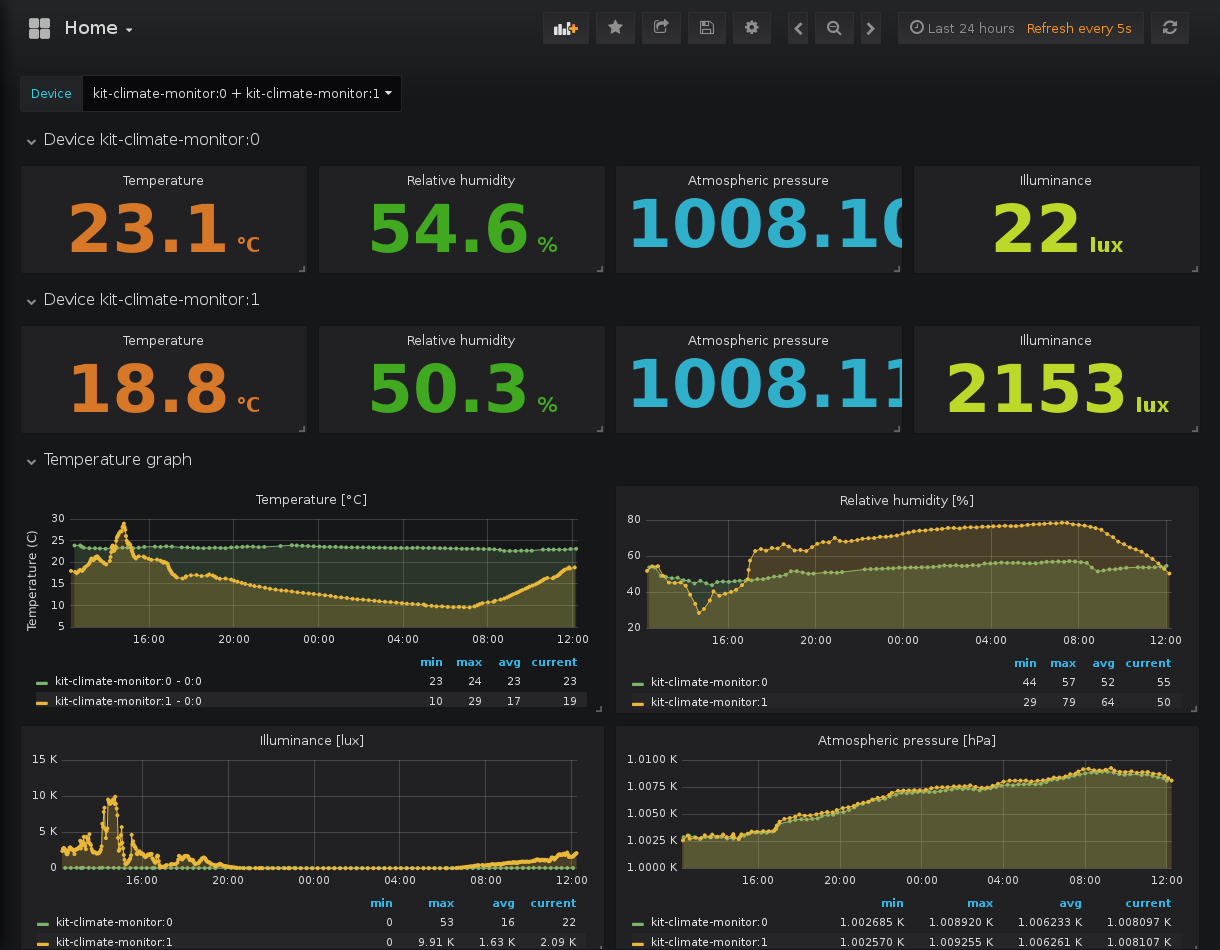 Home
Last 24 hours Refresh every 5s
Device kit-climate-monitor:0 + kit-climate-monitor:1
Device kit-climate-monitor:0
Temperature Relative humidity Atmospheric pressure Illuminance
23.1 °C 54.6 % 1008.10 22 lux
Device kit-climate-monitor:1
Temperature Relative humidity Atmospheric pressure Illuminance
18.8 °C 50.3 % 1008.11 2153 lux
Temperature graph
Temperature [°C]
Temperature (C)
30
25
20
15
10
5
16:00 20:00 00:00 04:00 08:00 12:00
min max avg current
kit-climate-monitor:0 - 0:0 23 24 23 23
kit-climate-monitor:1 - 0:0 10 29 17 19
Relative humidity [%]
80
60
40
20
16:00 20:00 00:00 04:00 08:00 12:00
min max avg current
kit-climate-monitor:0 44 57 52 55
kit-climate-monitor:1 29 79 64 50
Illuminance [lux]
15 K
10 K
5 K
0
16:00 20:00 00:00 04:00 08:00 12:00
min max avg current
kit-climate-monitor:0 0 53 16 22
kit-climate-monitor:1 0 9.91 K 1.63 K 2.09 K
Atmospheric pressure [hPa]
1.0100 K
1.0075 K
1.0050 K
1.0025 K
1.0000 K
16:00 20:00 00:00 04:00 08:00 12:00
min max avg current
kit-climate-monitor:0 1.002685 K 1.008920 K 1.006233 K 1.008097 K
kit-climate-monitor:1 1.002570 K 1.009255 K 1.006261 K 1.008107 K